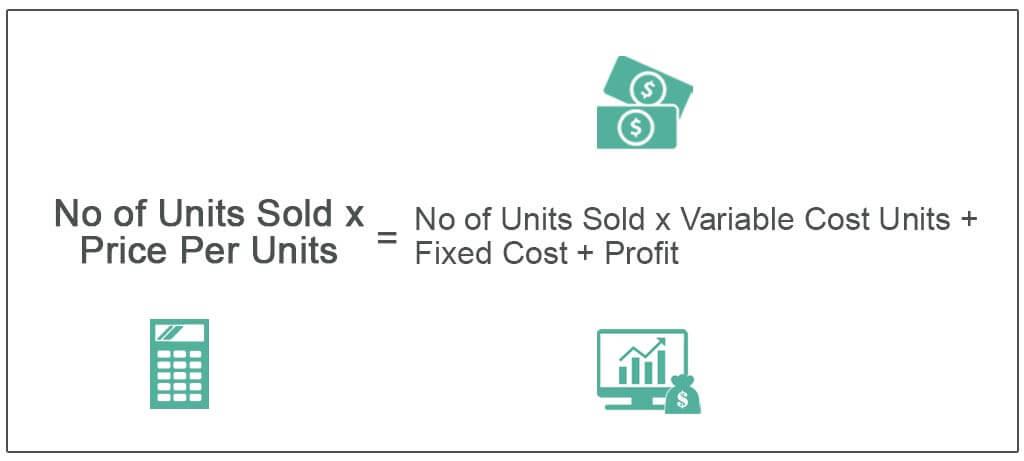 No of Units Sold x
Price Per Units
=
No of Units Sold x Variable Cost Units +
Fixed Cost + Profit
$
$
$